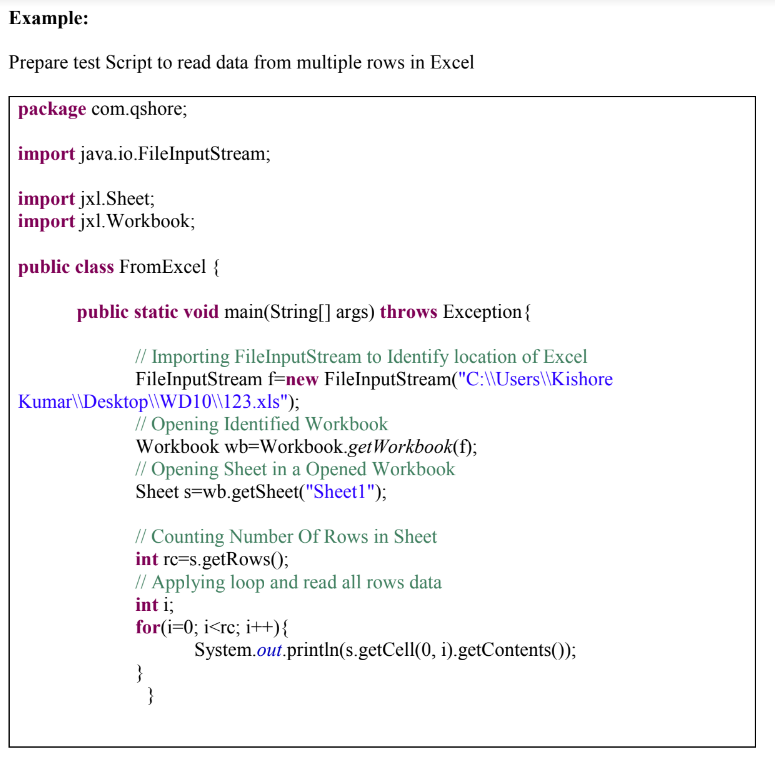 Example:
Prepare test Script to read data from multiple rows in Excel
package com.qshore;
import java.io.FileInputStream;
import jxl.Sheet;
import jxl.Workbook;
public class FromExcel {
public static void main(String[] args) throws Exception{
// Importing FileInputStream to Identify location of Excel
FileInputStream f=new FileInputStream("C:\\Users\\Kishore
Kumar\\Desktop\\WD10\\123.xls");
// Opening Identified Workbook
Workbook wb=Workbook.getWorkbook(f);
// Opening Sheet in a Opened Workbook
Sheet s=wb.getSheet("Sheet1");
// Counting Number Of Rows in Sheet
int rc=s.getRows();
// Applying loop and read all rows data
int i;
for(i=0; i<rc; i++){
System.out.println(s.getCell(0, i).getContents());
}
}